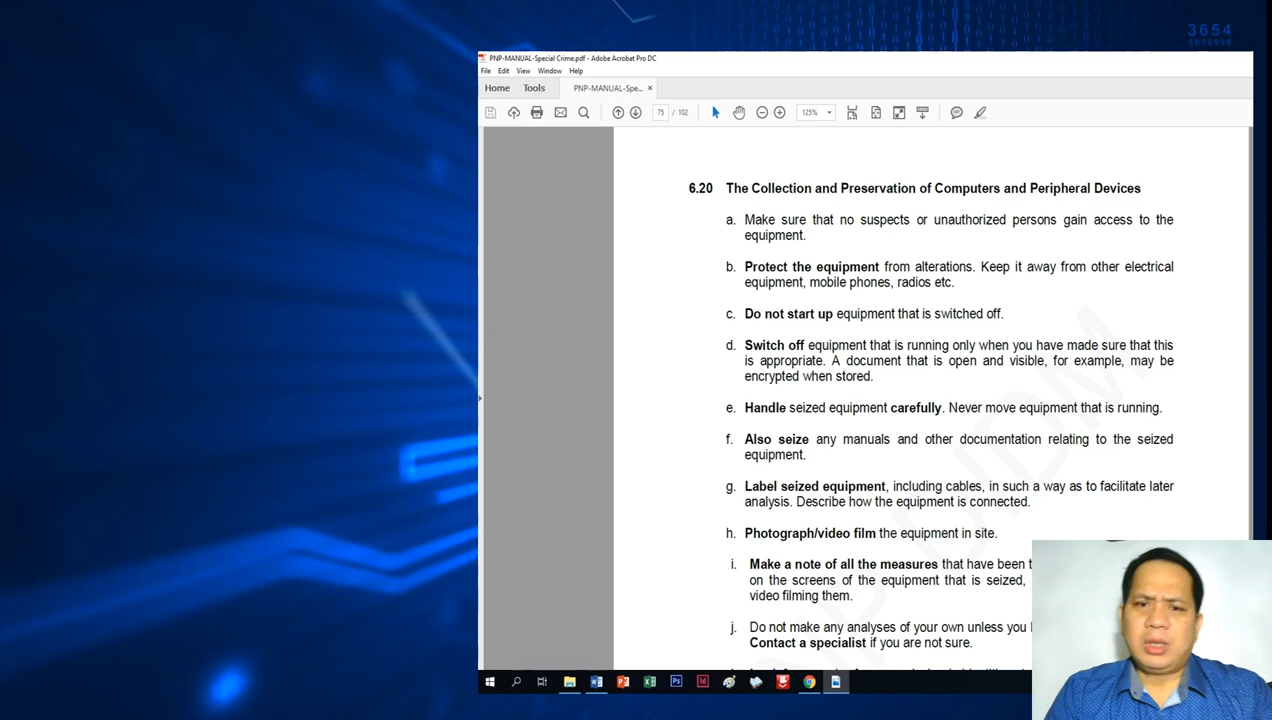 3654
PNP-MANUAL-Special Crime.pdf - Adobe Acrobat Pro DC
File Edit View Window Help
Home Tools PNP-MANUAL-Spe... ×
75 / 102 125%
6.20 The Collection and Preservation of Computers and Peripheral Devices
a. Make sure that no suspects or unauthorized persons gain access to the
equipment.
b. Protect the equipment from alterations. Keep it away from other electrical
equipment, mobile phones, radios etc.
c. Do not start up equipment that is switched off.
d. Switch off equipment that is running only when you have made sure that this
is appropriate. A document that is open and visible, for example, may be
encrypted when stored.
e. Handle seized equipment carefully. Never move equipment that is running.
f. Also seize any manuals and other documentation relating to the seized
equipment.
g. Label seized equipment, including cables, in such a way as to facilitate later
analysis. Describe how the equipment is connected.
h. Photograph/video film the equipment in site.
i. Make a note of all the measures that have been
on the screens of the equipment that is seized,
video filming them.
j. Do not make any analyses of your own unless you
Contact a specialist if you are not sure.